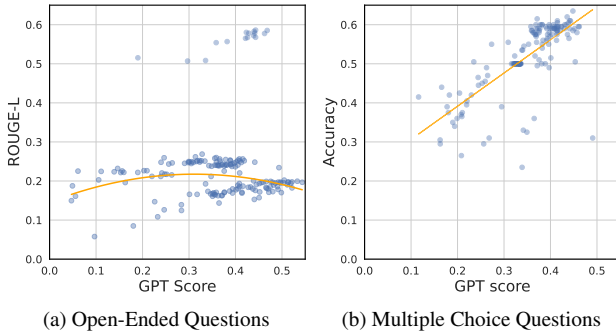 ROUGE-L
0.6
0.5
0.4
0.3
0.2
0.1
0.0
0.0 0.1 0.2 0.3 0.4 0.5
GPT Score
(a) Open-Ended Questions
Accuracy
0.6
0.5
0.4
0.3
0.2
0.1
0.0
0.0 0.1 0.2 0.3 0.4 0.5
GPT score
(b) Multiple Choice Questions